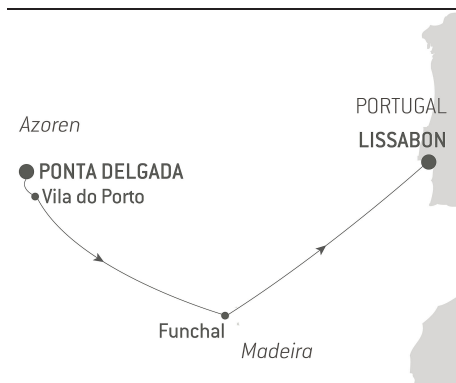 PORTUGAL
Azoren
LISSABON
PONTA DELGADA
Vila do Porto
Funchal
Madeira